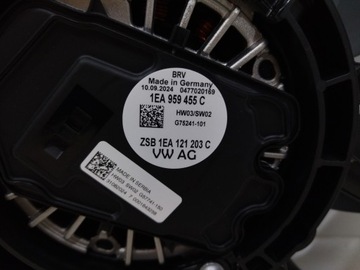 BRV
Made in Germany
10.09.2024 0477020169
1EA 959 455 C
HW03/SW02
G75241-101
ZSB 1EA 121 203 C
VW AG
MADE IN SERBIA